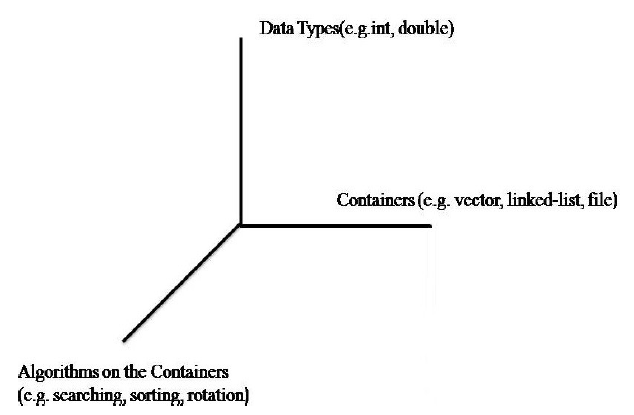 Data Types(e.g.int, double)
Containers (e.g. vector, linked-list, file)
Algorithms on the Containers
(e.g. searching, sorting, rotation)